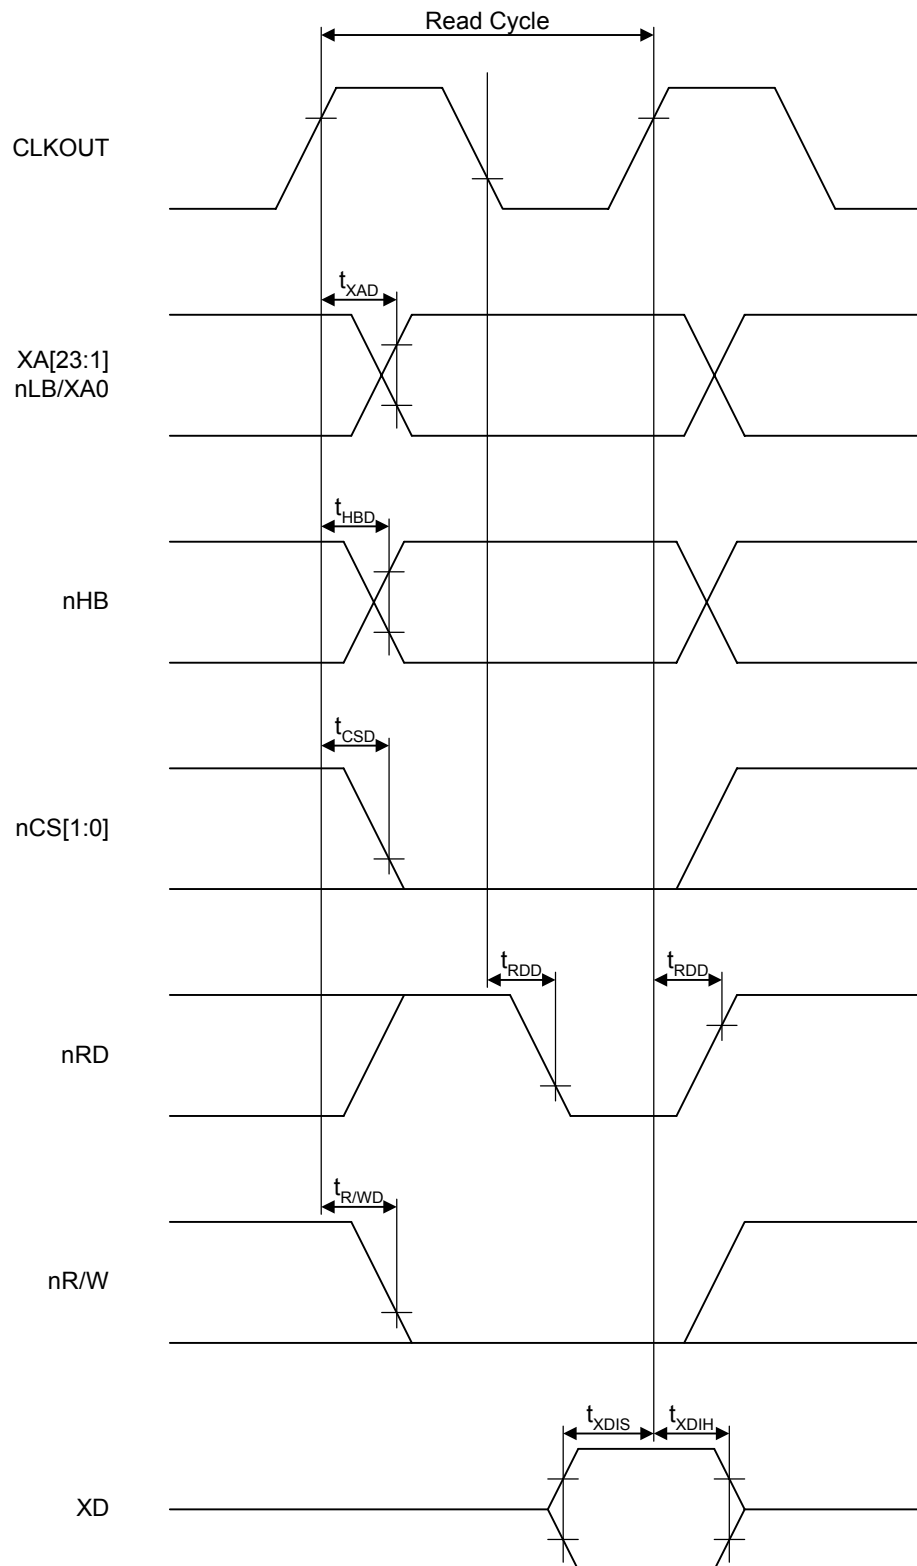 Read Cycle
CLKOUT
tXAD
XA[23:1]
nLB/XA0
tHBD
nHB
tCSD
nCS[1:0]
tRDD
tRDD
nRD
tR/WD
nR/W
tXDIS
tXDIH
XD